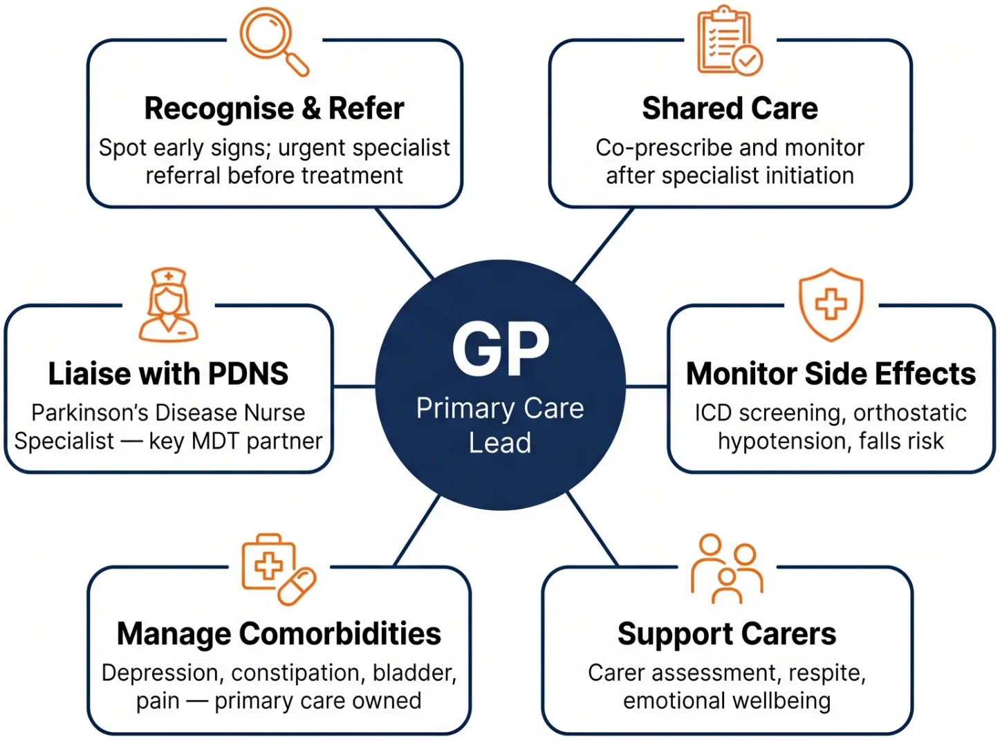 Recognise & Refer
Spot early signs; urgent specialist
referral before treatment
Shared Care
Co-prescribe and monitor
after specialist initiation
Liaise with PDNS
Parkinson’s Disease Nurse
Specialist — key MDT partner
GP
Primary Care
Lead
Monitor Side Effects
ICD screening, orthostatic
hypotension, falls risk
Manage Comorbidities
Depression, constipation, bladder,
pain — primary care owned
Support Carers
Carer assessment, respite,
emotional wellbeing